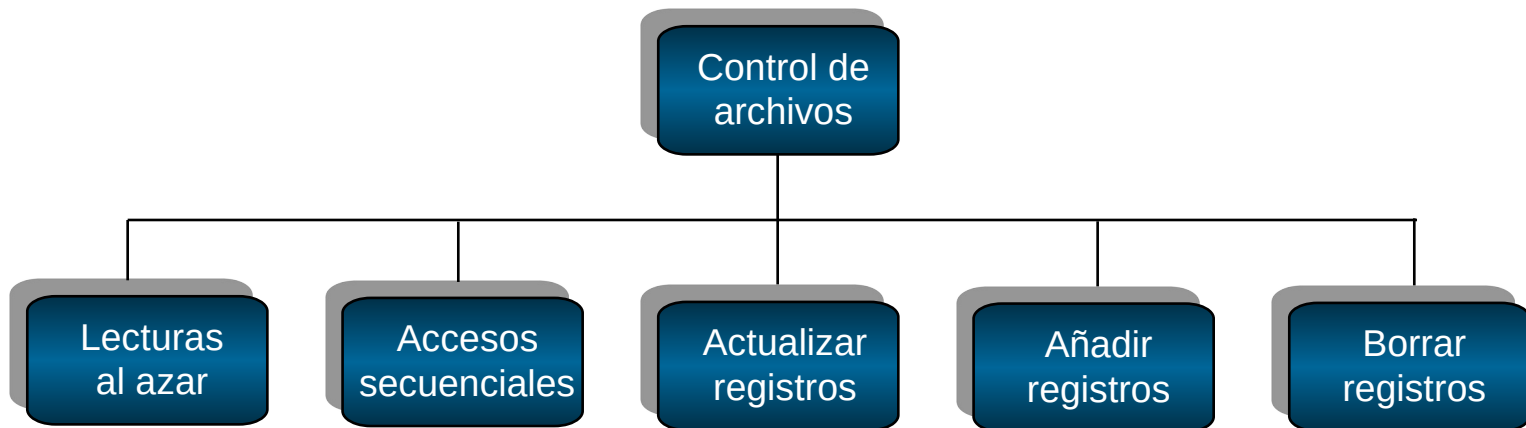 Control de
archivos
Lecturas
al azar
Accesos
secuenciales
Actualizar
registros
Añadir
registros
Borrar
registros